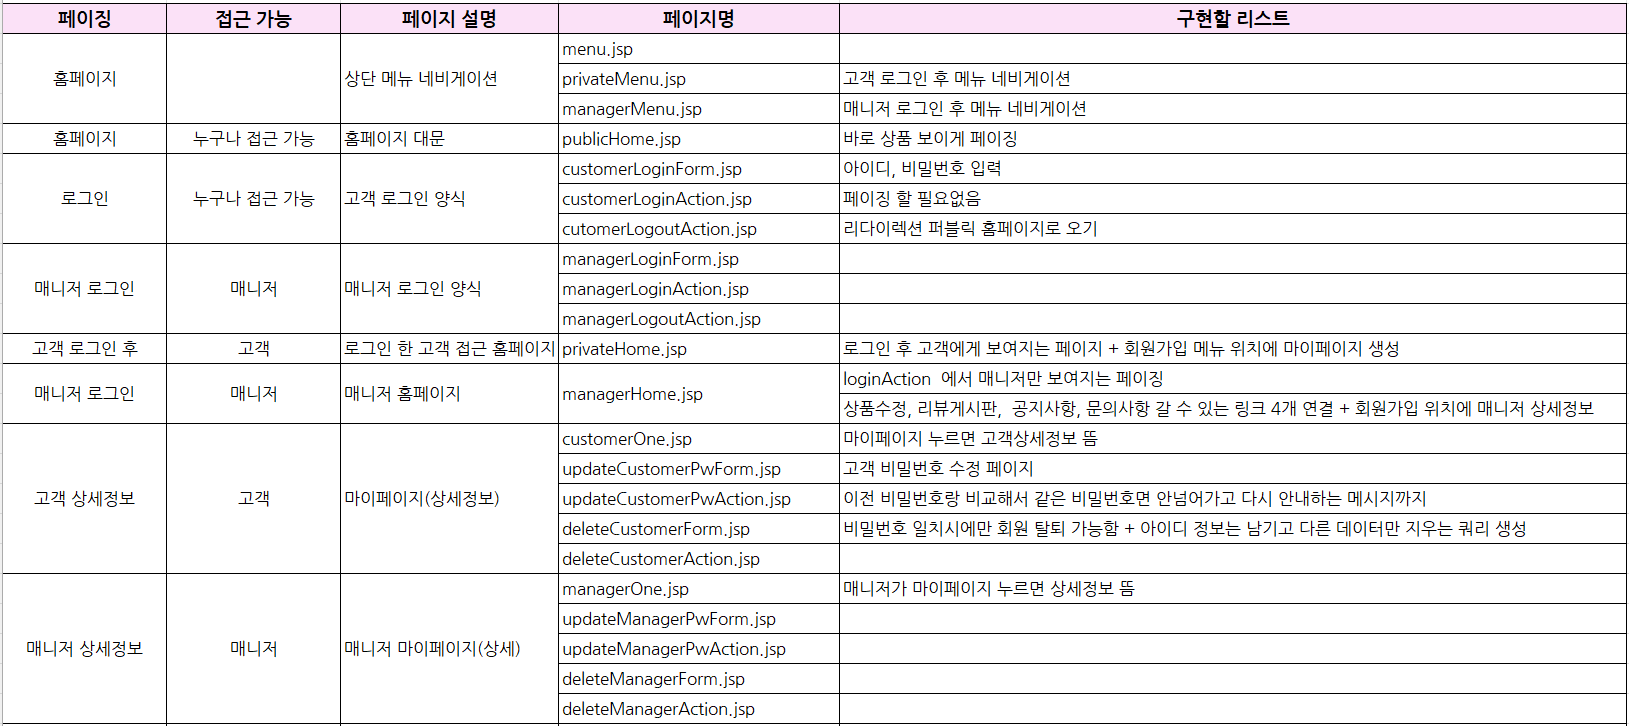 페이징 접근 가능 페이지 설명 페이지명 구현할 리스트
홈페이지 상단 메뉴 네비게이션 menu.jsp
privateMenu.jsp 고객 로그인 후 메뉴 네비게이션
managerMenu.jsp 매니저 로그인 후 메뉴 네비게이션
홈페이지 누구나 접근 가능 홈페이지 대문 publicHome.jsp 바로 상품 보이게 페이징
로그인 누구나 접근 가능 고객 로그인 양식 customerLoginForm.jsp 아이디, 비밀번호 입력
customerLoginAction.jsp 페이징 할 필요없음
cutomerLogoutAction.jsp 리다이렉션 퍼블릭 홈페이지로 오기
매니저 로그인 매니저 매니저 로그인 양식 managerLoginForm.jsp
managerLoginAction.jsp
managerLogoutAction.jsp
고객 로그인 후 고객 로그인 한 고객 접근 홈페이지 privateHome.jsp 로그인 후 고객에게 보여지는 페이지 + 회원가입 메뉴 위치에 마이페이지 생성
매니저 로그인 매니저 매니저 홈페이지 managerHome.jsp loginAction 에서 매니저만 보여지는 페이징
상품수정, 리뷰게시판, 공지사항, 문의사항 갈 수 있는 링크 4개 연결 + 회원가입 위치에 매니저 상세정보
고객 상세정보 고객 마이페이지(상세정보) customerOne.jsp 마이페이지 누르면 고객상세정보 뜸
updateCustomerPwForm.jsp 고객 비밀번호 수정 페이지
updateCustomerPwAction.jsp 이전 비밀번호랑 비교해서 같은 비밀번호면 안넘어가고 다시 안내하는 메시지까지
deleteCustomerForm.jsp 비밀번호 일치시에만 회원 탈퇴 가능함 + 아이디 정보는 남기고 다른 데이터만 지우는 쿼리 생성
deleteCustomerAction.jsp
매니저 상세정보 매니저 매니저 마이페이지(상세) managerOne.jsp 매니저가 마이페이지 누르면 상세정보 뜸
updateManagerPwForm.jsp
updateManagerPwAction.jsp
deleteManagerForm.jsp
deleteManagerAction.jsp